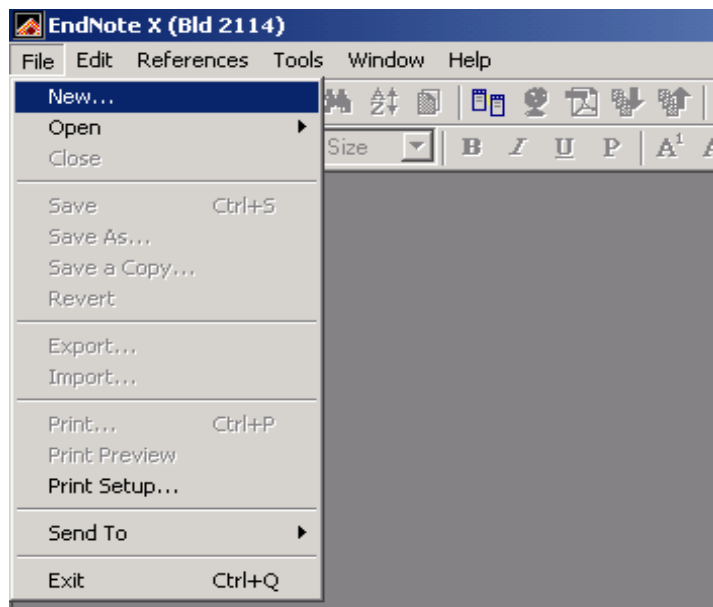 EndNote X (Bld 2114)
File Edit References Tools Window Help
New...
Open
Close
Size B I U P A1
Save Ctrl+S
Save As...
Save a Copy...
Revert
Export...
Import...
Print... Ctrl+P
Print Preview
Print Setup...
Send To
Exit Ctrl+Q